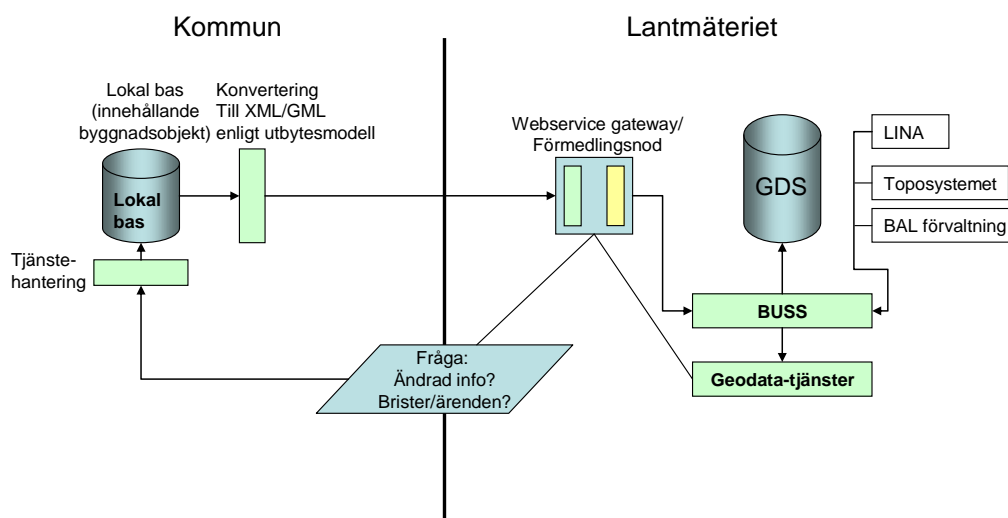 Kommun
Lantmäteriet
Lokal bas
(innehållande
byggnadsobjekt)
Konvertering
Till XML/GML
enligt utbytesmodell
Webservice gateway/
Förmedlingsnod
Lokal
bas
GDS
LINA
Toposystemet
BAL förvaltning
Tjänste-
hantering
BUSS
Geodata-tjänster
Fråga:
Ändrad info?
Brister/ärenden?